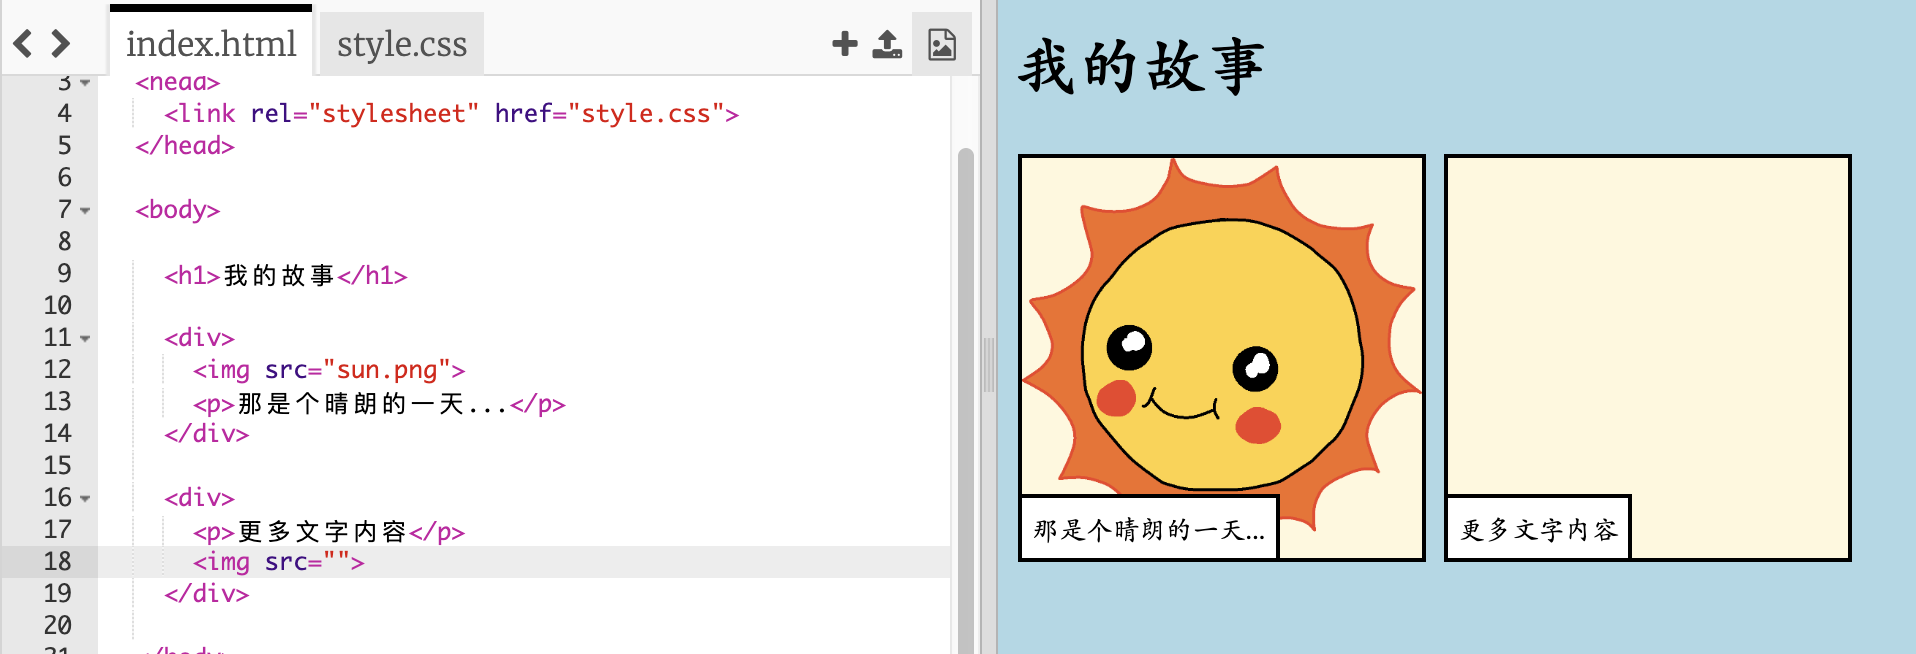 index.html style.css
3 <head>
4 <link rel="stylesheet" href="style.css">
5 </head>
6
7 <body>
8
9 <h1>我的故事</h1>
10
11 <div>
12 <img src="sun.png">
13 <p>那是个晴朗的一天...</p>
14 </div>
15
16 <div>
17 <p>更多文字内容</p>
18 <img src="">
19 </div>
20
21 </body>
我的故事
那是个晴朗的一天...
更多文字内容